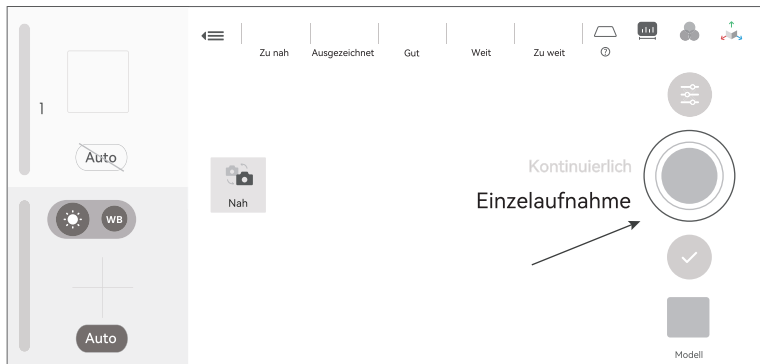 Zu nah
Ausgezeichnet
Gut
Weit
Zu weit
?
1
Auto
Nah
Kontinuierlich
Einzelaufnahme
WB
Auto
Modell